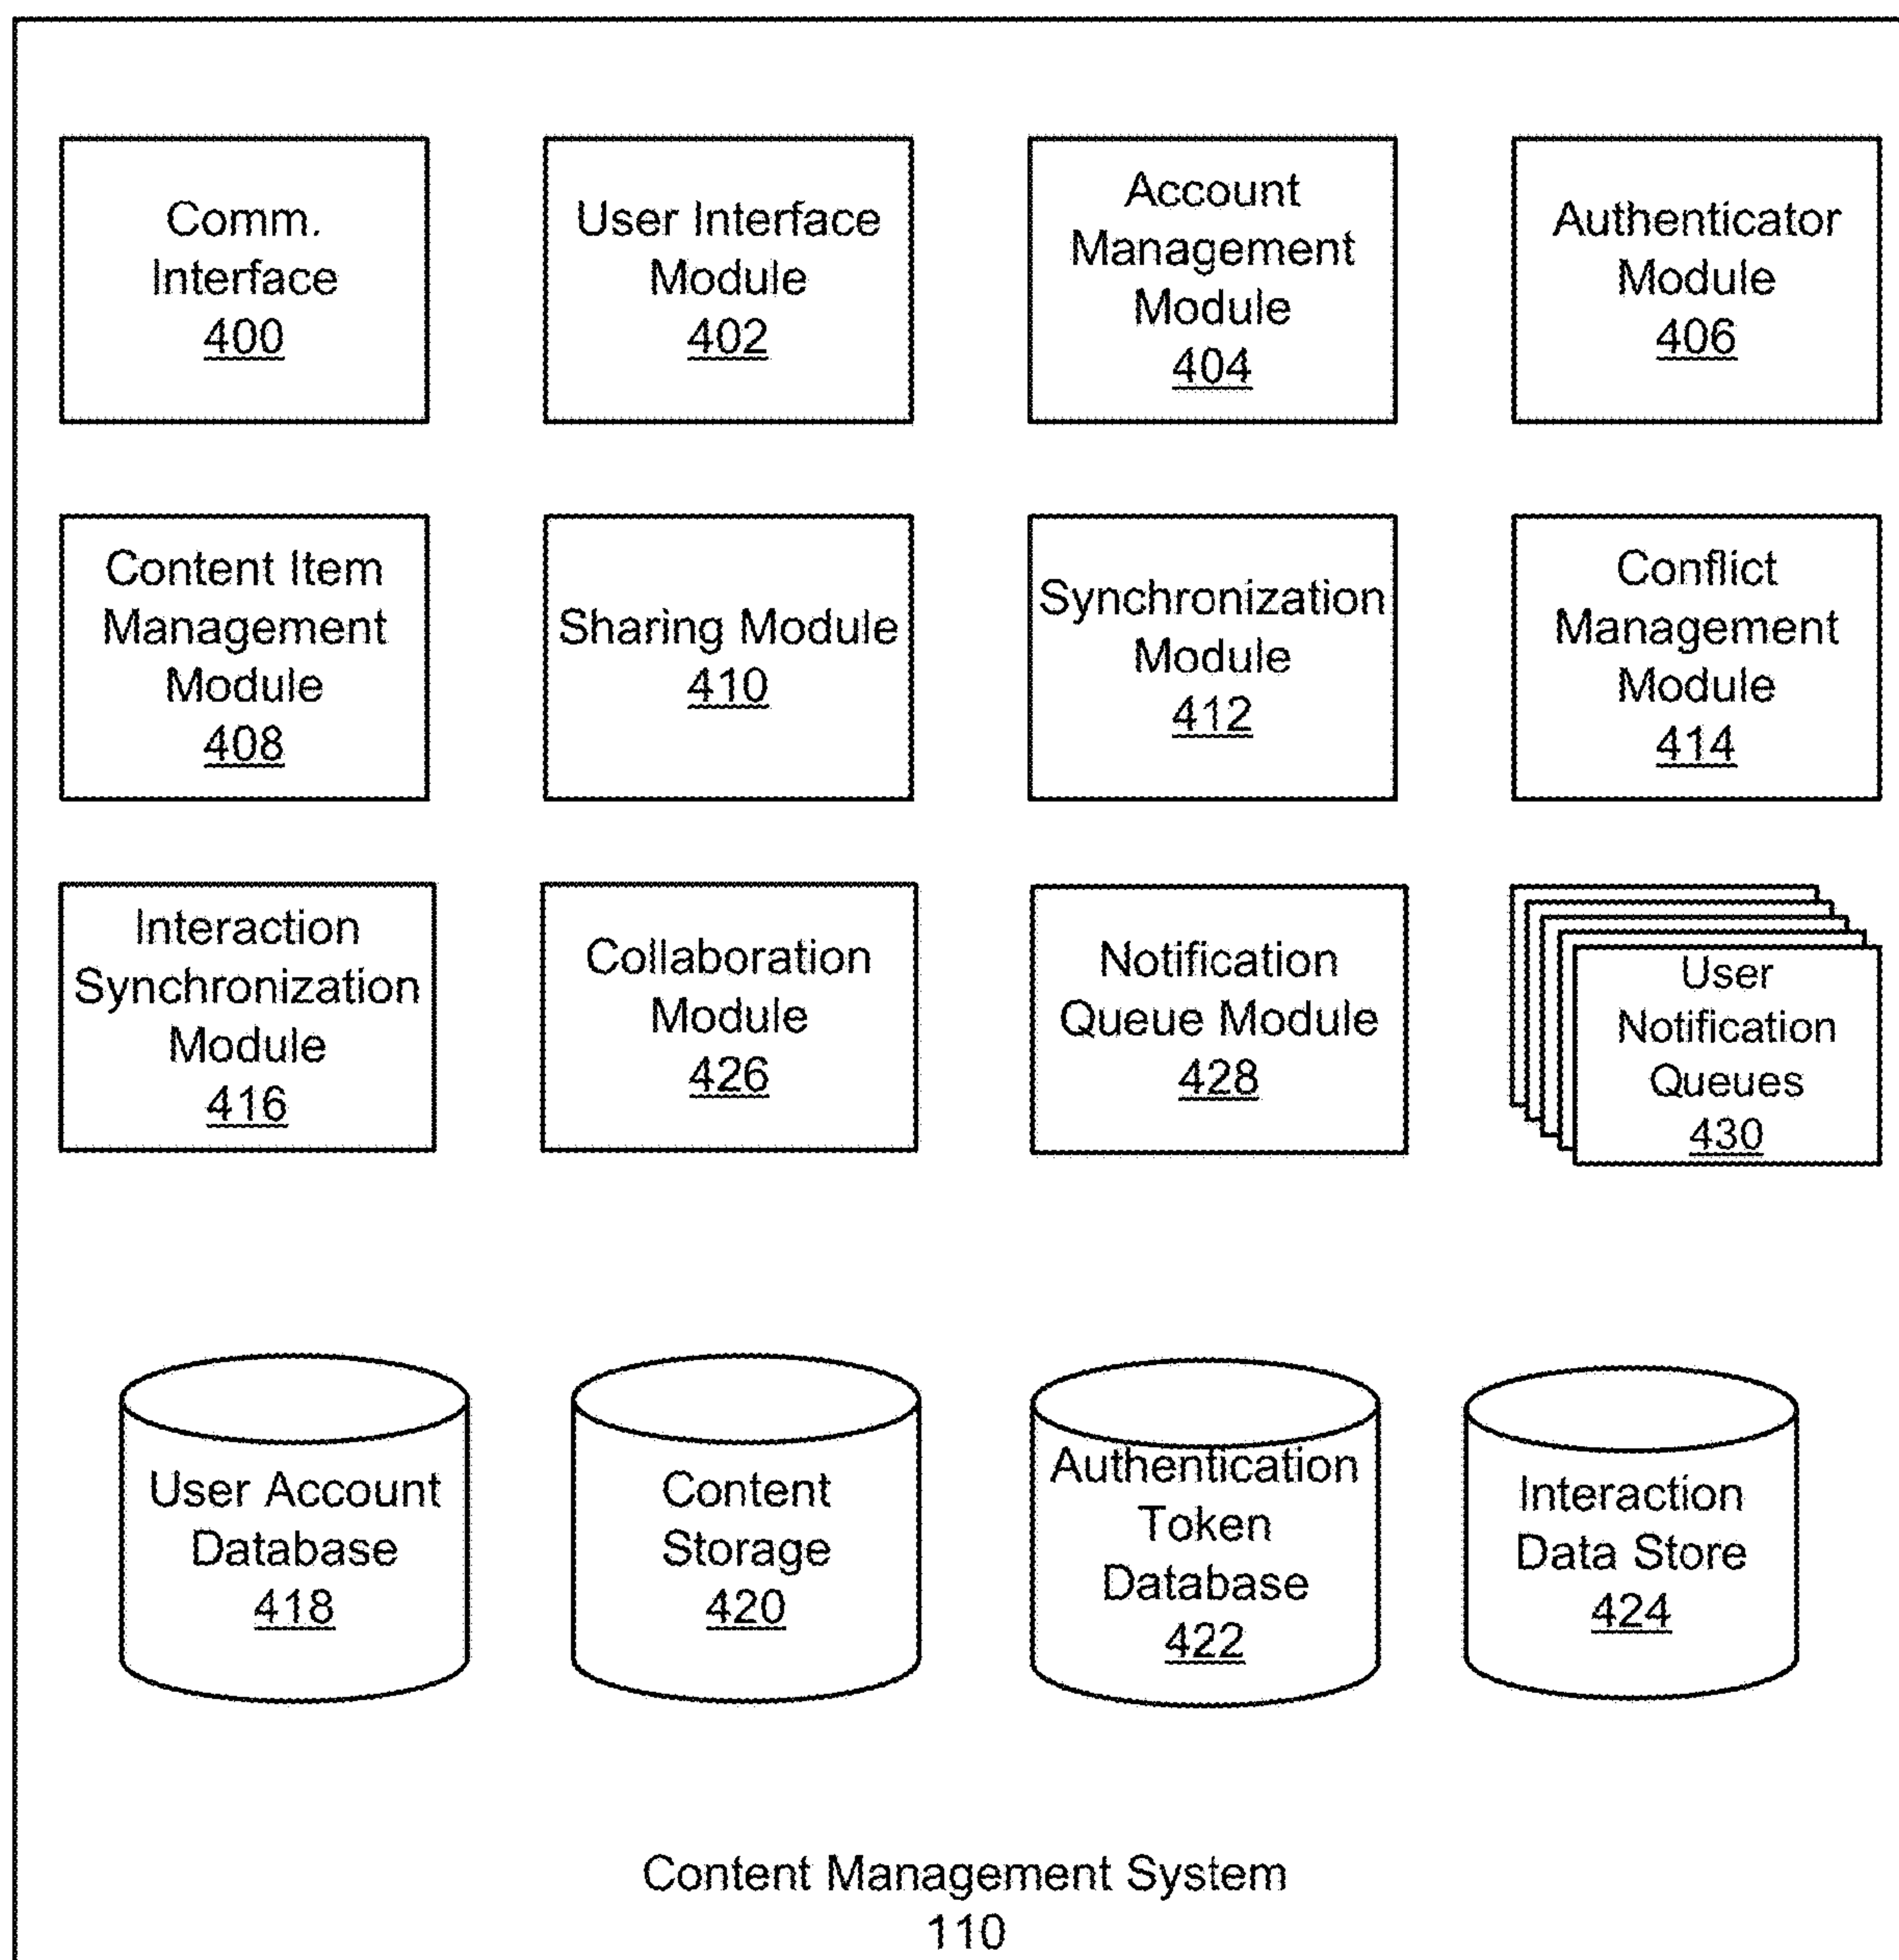 Comm.
Interface
400
User Interface
Module
402
Account
Management
Module
404
Authenticator
Module
406
Content Item
Management
Module
408
Sharing Module
410
Synchronization
Module
412
Conflict
Management
Module
414
Interaction
Synchronization
Module
416
Collaboration
Module
426
Notification
Queue Module
428
User
Notification
Queues
430
User Account
Database
418
Content
Storage
420
Authentication
Token
Database
422
Interaction
Data Store
424
Content Management System
110